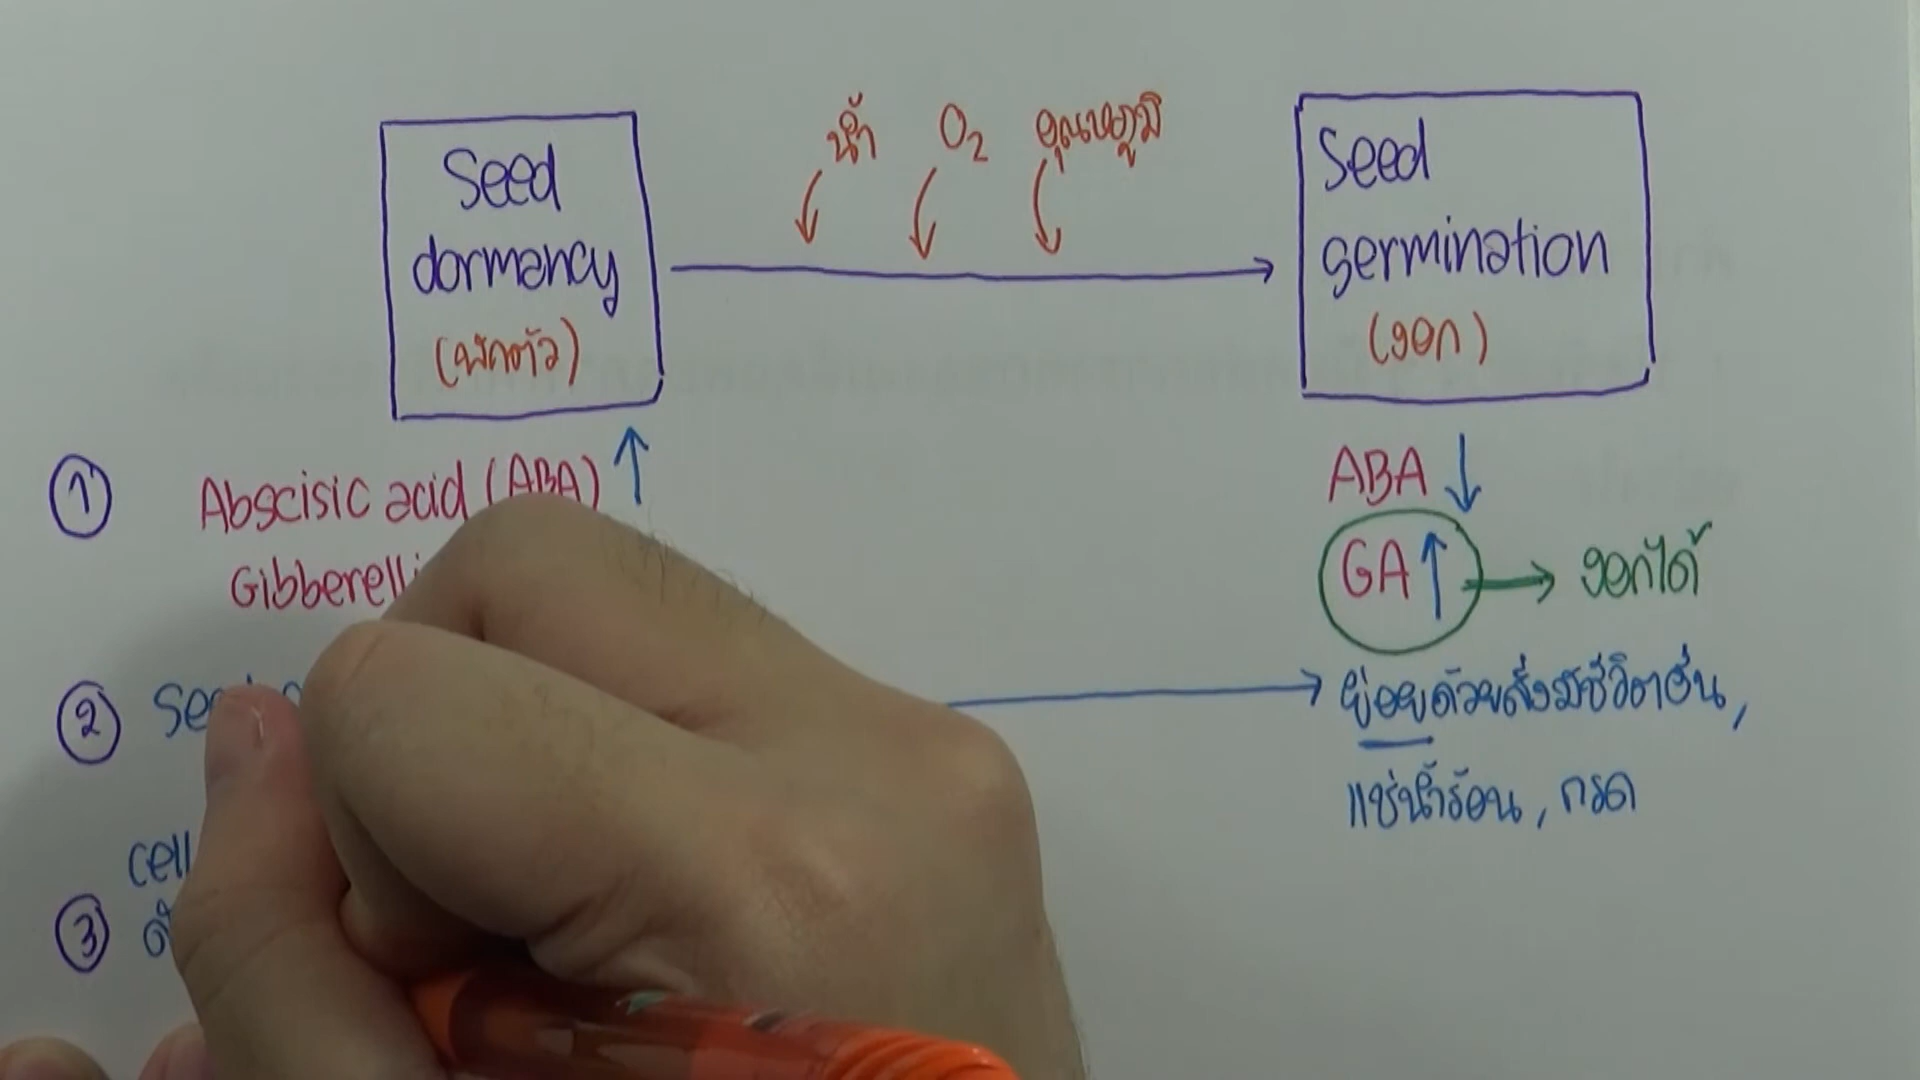 Seed
dormancy
(พักตัว)
น้ำ O2 อุณหภูมิ
Seed
germination
(งอก)
① Abscisic acid (ABA) ↑
ABA ↓
GA ↑ → งอกได้
②
→ ย่อยด้วยสิ่งมีชีวิตอื่น,
แช่น้ำร้อน, กรด
③